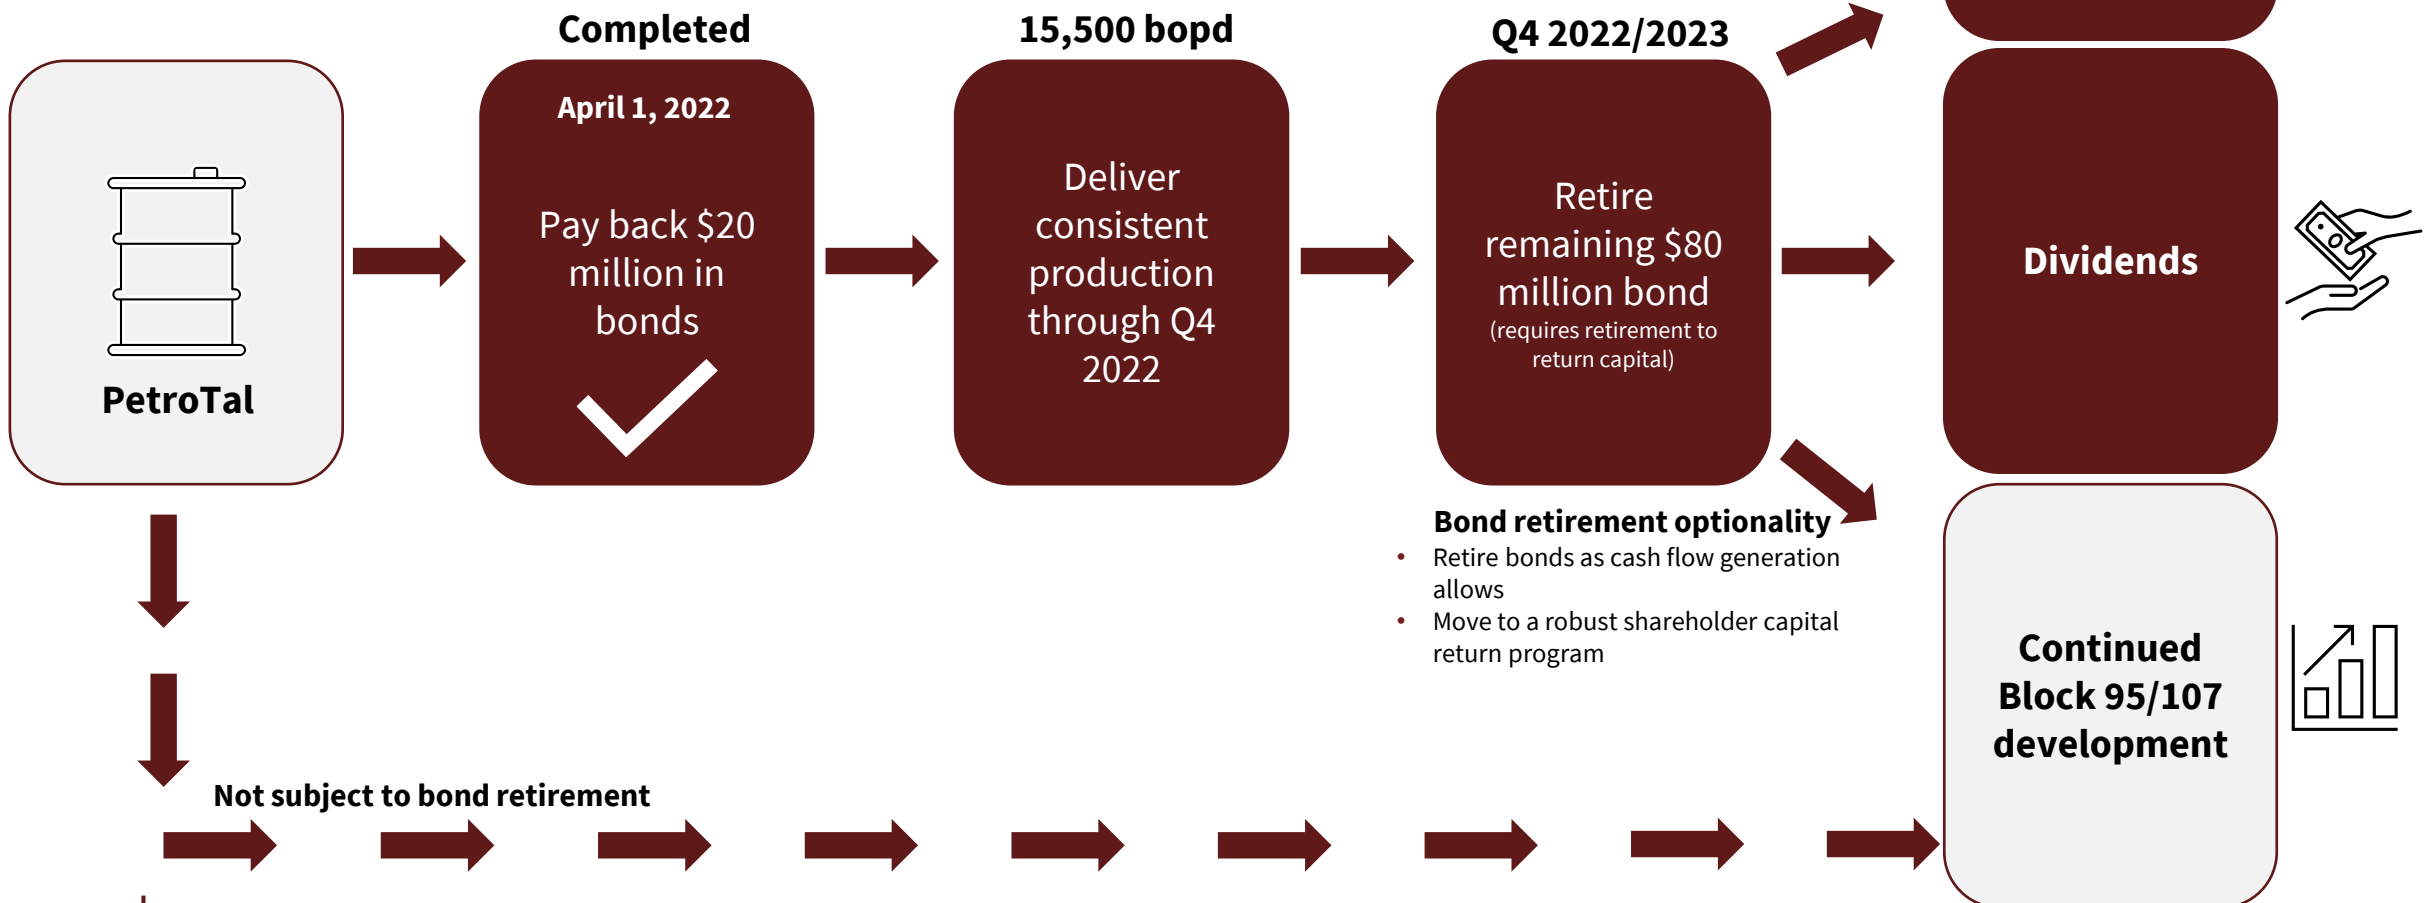 Completed
15,500 bopd
Q4 2022/2023
PetroTal
April 1, 2022
Pay back $20
million in
bonds
Deliver
consistent
production
through Q4
2022
Retire
remaining $80
million bond
(requires retirement to
return capital)
Dividends
Bond retirement optionality
• Retire bonds as cash flow generation
allows
• Move to a robust shareholder capital
return program
Continued
Block 95/107
development
Not subject to bond retirement